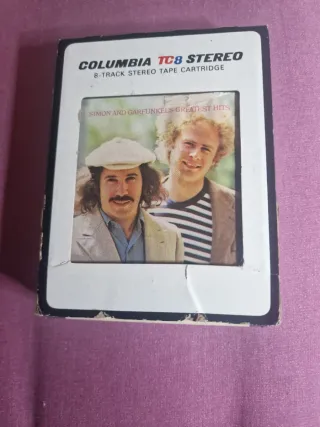 COLUMBIA TC8 STEREO
8-TRACK STEREO TAPE CARTRIDGE
SIMON AND GARFUNKEL'S GREATEST HITS